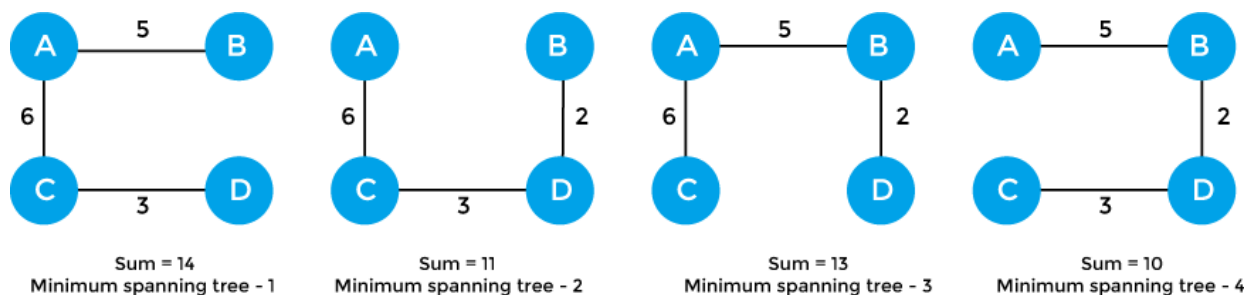 A 5 B
6
C 3 D
Sum = 14
Minimum spanning tree - 1
A B
6 2
C 3 D
Sum = 11
Minimum spanning tree - 2
A 5 B
6 2
C D
Sum = 13
Minimum spanning tree - 3
A 5 B
2
C 3 D
Sum = 10
Minimum spanning tree - 4